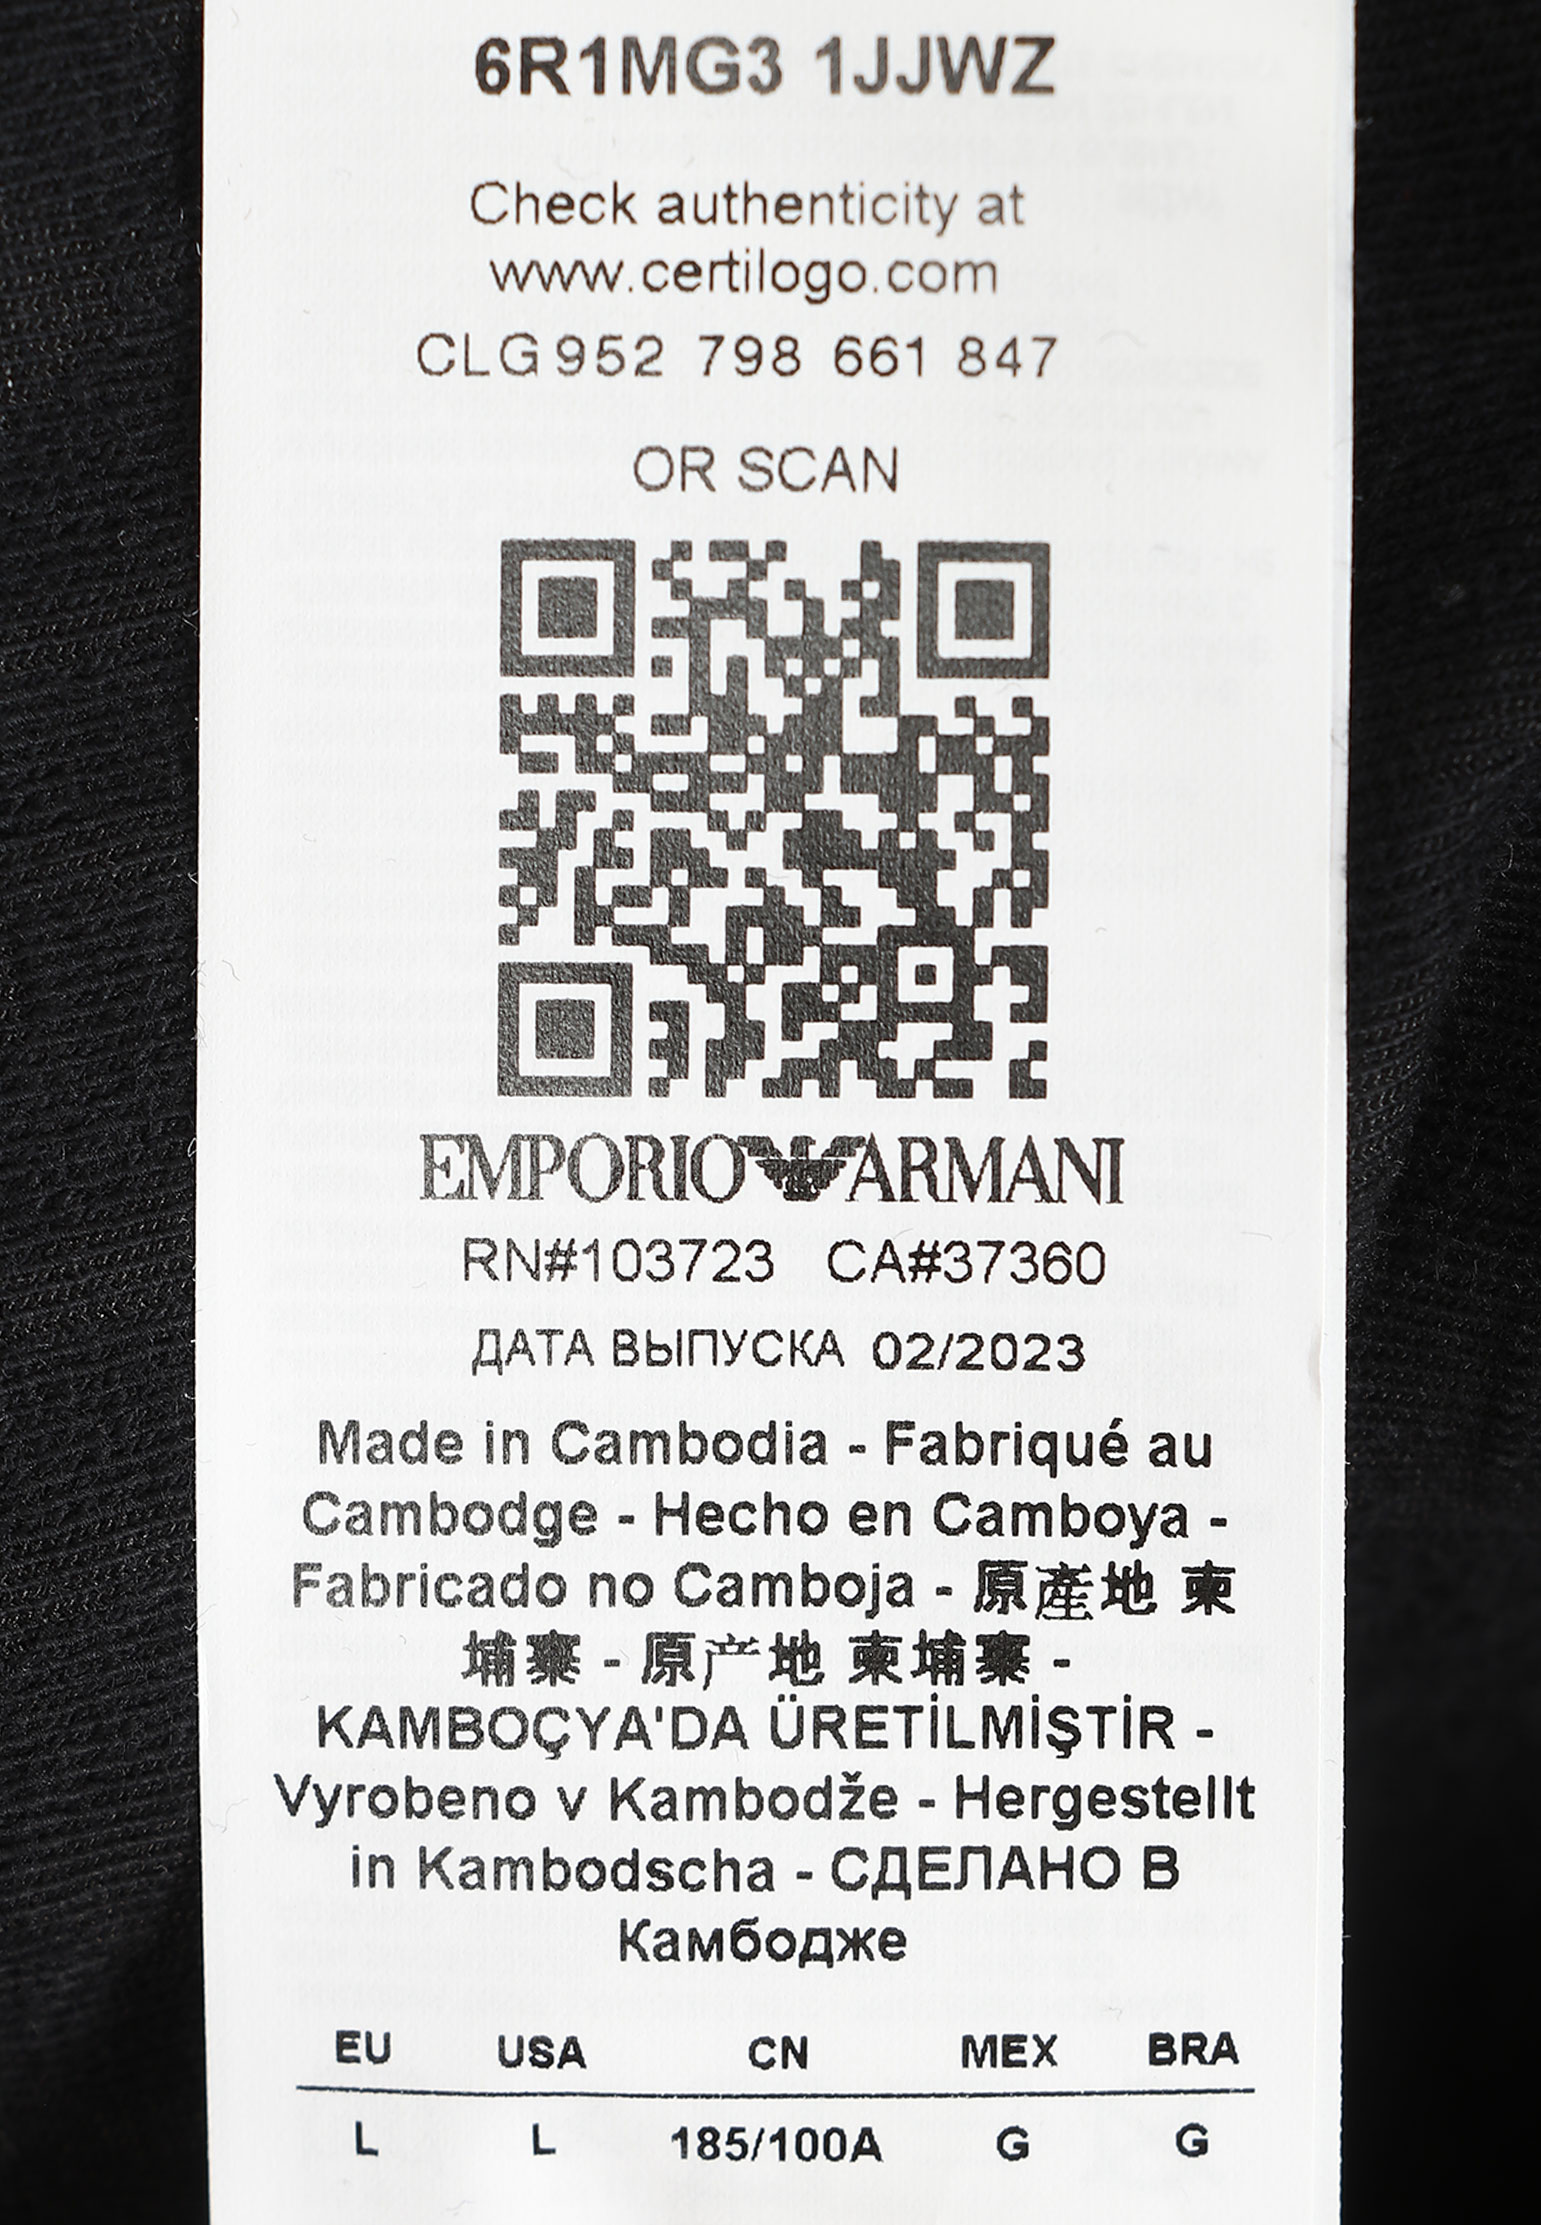 6R1MG3 1JJWZ
Check authenticity at
www.certilogo.com
CLG 952 798 661 847
OR SCAN
EMPORIO ARMANI
RN#103723 CA#37360
ДАТА ВЫПУСКА 02/2023
Made in Cambodia - Fabriqué au
Cambodge - Hecho en Camboya -
Fabricado no Camboja - 原產地 柬
埔寨 - 原产地 柬埔寨 -
KAMBOÇYA'DA ÜRETİLMİŞTİR -
Vyrobeno v Kambodže - Hergestellt
in Kambodscha - СДЕЛАНО В
Камбодже
EU USA CN MEX BRA
L L 185/100A G G